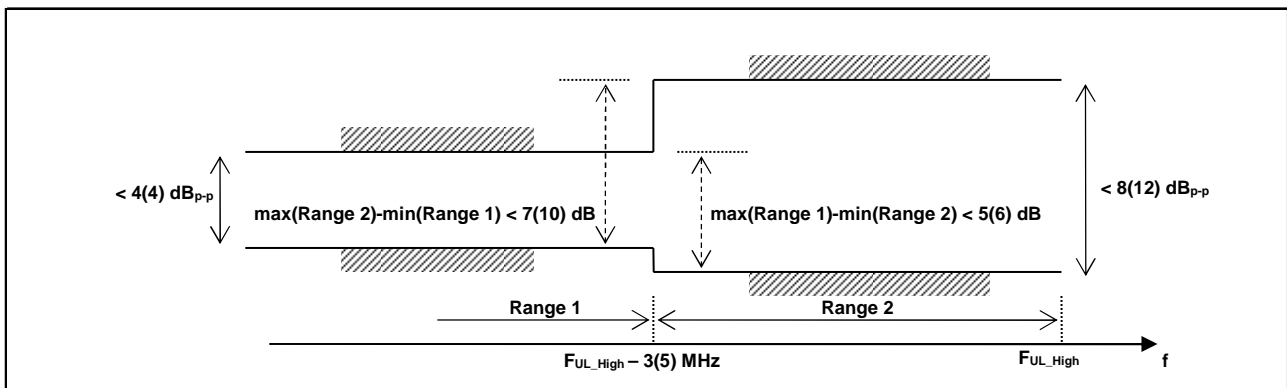 < 4(4) dBp-p
max(Range 2)-min(Range 1) < 7(10) dB
max(Range 1)-min(Range 2) < 5(6) dB
< 8(12) dBp-p
Range 1
Range 2
FUL_High – 3(5) MHz
FUL_High
f